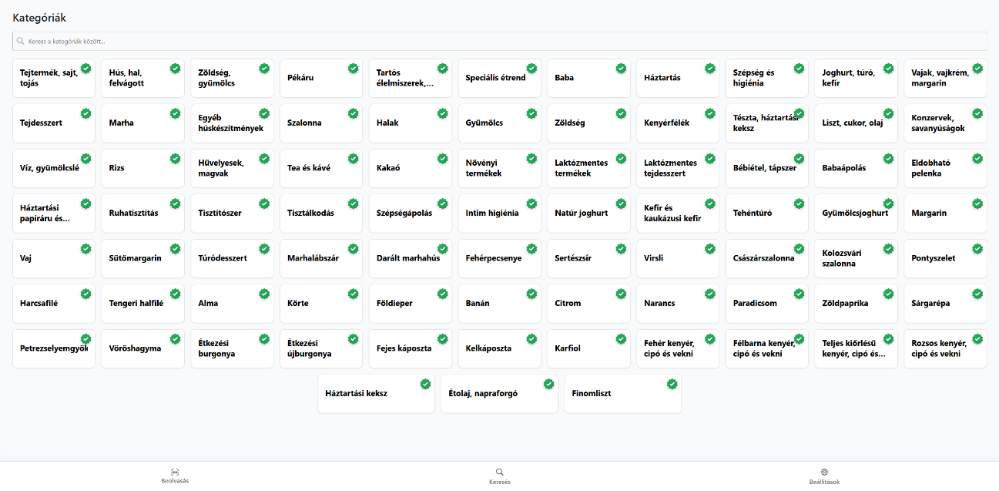 Kategóriák
Keress a kategóriák között...
Tejtermék, sajt,
tojás
Hús, hal,
felvágott
Zöldség,
gyümölcs
Pékáru
Tartós
élelmiszerek,...
Speciális étrend
Baba
Háztartás
Szépség és
higiénia
Joghurt, túró,
kefír
Vajak, vajkrém,
margarin
Tejdesszert
Marha
Egyéb
húskészítmények
Szalonna
Halak
Gyümölcs
Zöldség
Kenyérfélék
Tészta, háztartási
keksz
Liszt, cukor, olaj
Konzervek,
savanyúságok
Víz, gyümölcslé
Rizs
Hüvelyesek,
magvak
Tea és kávé
Kakaó
Növényi
termékek
Laktózmentes
termékek
Laktózmentes
tejdesszert
Bébiétel, tápszer
Babaápolás
Eldobható
pelenka
Háztartási
papíráru és...
Ruhatisztítás
Tisztítószer
Tisztálkodás
Szépségápolás
Intim higiénia
Natúr joghurt
Kefir és
kaukázusi kefir
Tehéntúró
Gyümölcsjoghurt
Margarin
Vaj
Sütőmargarin
Túródesszert
Marhalábszár
Darált marhahús
Fehérpecsenye
Sertészsír
Virsli
Császárszalonna
Kolozsvári
szalonna
Pontyszelet
Harcsafilé
Tengeri halfilé
Alma
Körte
Földieper
Banán
Citrom
Narancs
Paradicsom
Zöldpaprika
Sárgarépa
Petrezselyemgyök
Vöröshagyma
Étkezési
burgonya
Étkezési
újburgonya
Fejes káposzta
Kelkáposzta
Karfiol
Fehér kenyér,
cipó és vekni
Félbarna kenyér,
cipó és vekni
Teljes kiőrlésű
kenyér, cipó és...
Rozsos kenyér,
cipó és vekni
Háztartási keksz
Étolaj, napraforgó
Finomliszt
Beolvasás
Keresés
Beállítások